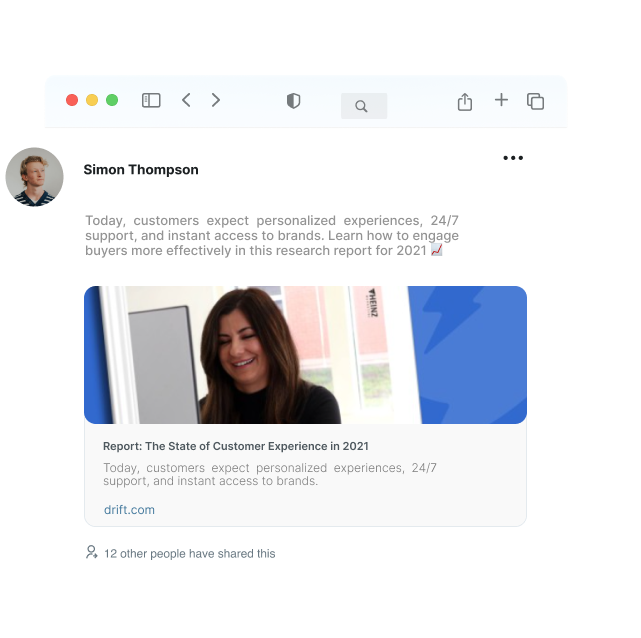 Simon Thompson
Today, customers expect personalized experiences, 24/7
support, and instant access to brands. Learn how to engage
buyers more effectively in this research report for 2021 📈
HEINZ
Report: The State of Customer Experience in 2021
Today, customers expect personalized experiences, 24/7
support, and instant access to brands.
drift.com
12 other people have shared this